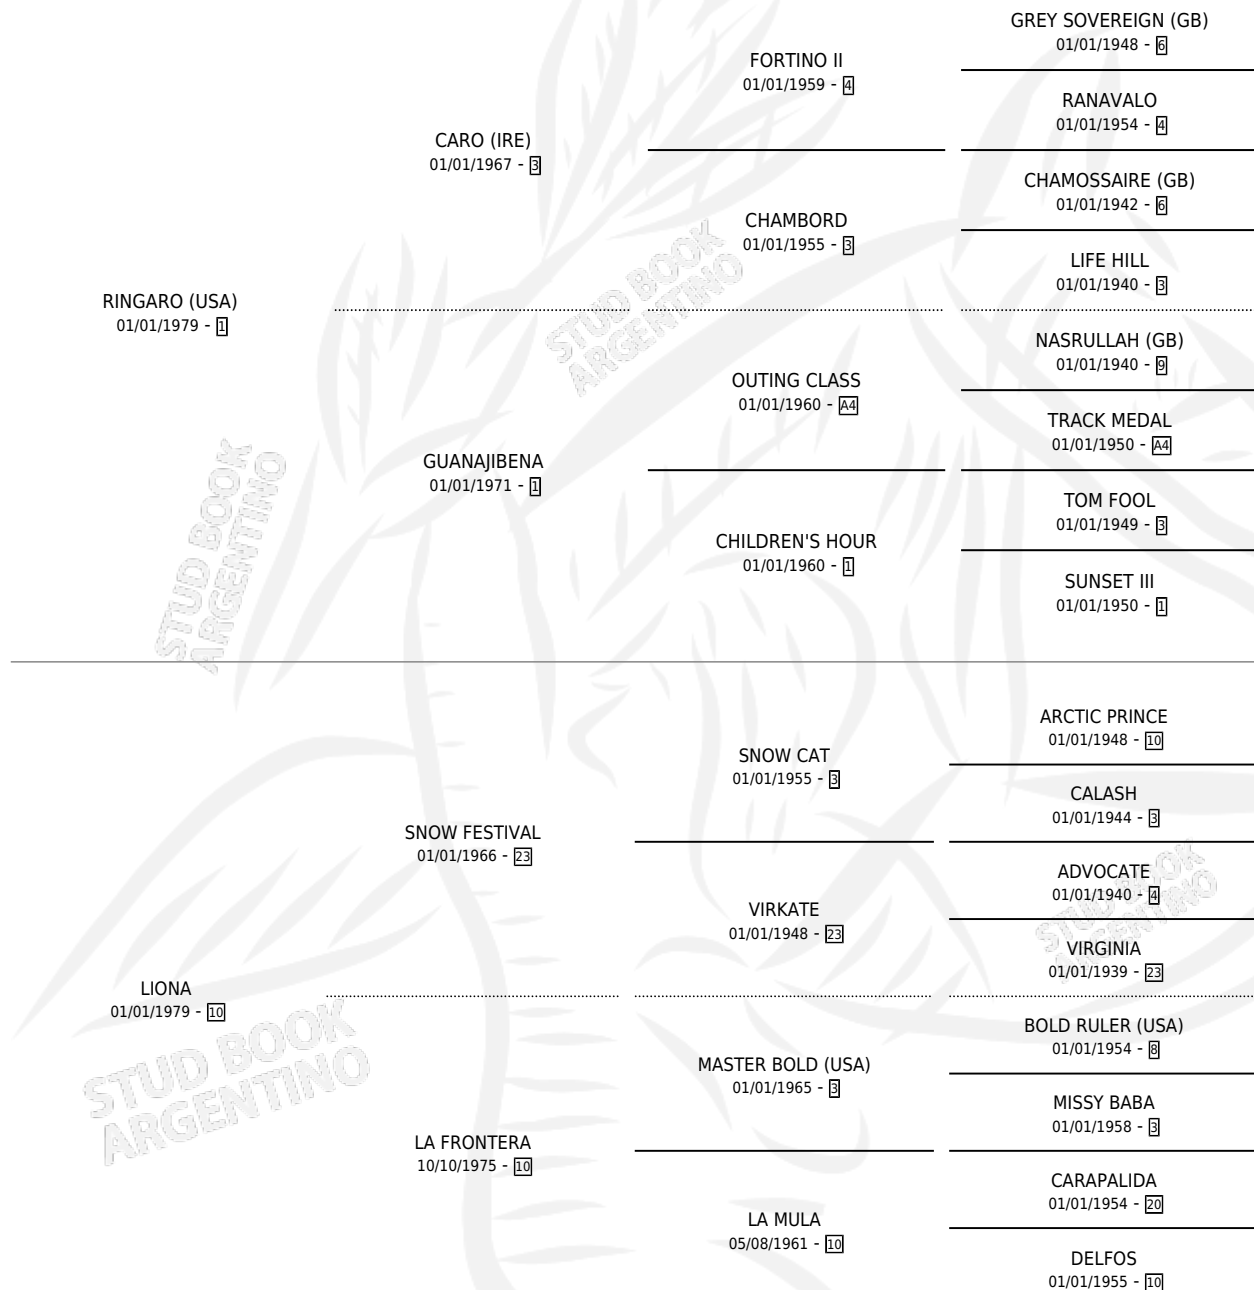 GREY SOVEREIGN (GB)
01/01/1948 - 6
FORTINO II
01/01/1959 - 4
RANAVALO
01/01/1954 - 4
CARO (IRE)
01/01/1967 - 3
CHAMOSSAIRE (GB)
01/01/1942 - 6
CHAMBORD
01/01/1955 - 3
LIFE HILL
01/01/1940 - 3
RINGARO (USA)
01/01/1979 - 1
NASRULLAH (GB)
01/01/1940 - 9
OUTING CLASS
01/01/1960 - A4
TRACK MEDAL
01/01/1950 - A4
GUANAJIBENA
01/01/1971 - 1
TOM FOOL
01/01/1949 - 3
CHILDREN'S HOUR
01/01/1960 - 1
SUNSET III
01/01/1950 - 1
STUD BOOK
ARGENTINO
STUD BOOK
ARGENTINO
ARCTIC PRINCE
01/01/1948 - 10
SNOW CAT
01/01/1955 - 3
CALASH
01/01/1944 - 3
SNOW FESTIVAL
01/01/1966 - 23
ADVOCATE
01/01/1940 - 4
VIRKATE
01/01/1948 - 23
VIRGINIA
01/01/1939 - 23
STUD BOOK
ARGENTINO
LIONA
01/01/1979 - 10
BOLD RULER (USA)
01/01/1954 - 8
MASTER BOLD (USA)
01/01/1965 - 3
MISSY BABA
01/01/1958 - 3
LA FRONTERA
10/10/1975 - 10
CARAPALIDA
01/01/1954 - 20
LA MULA
05/08/1961 - 10
DELFOS
01/01/1955 - 10
STUD BOOK
ARGENTINO